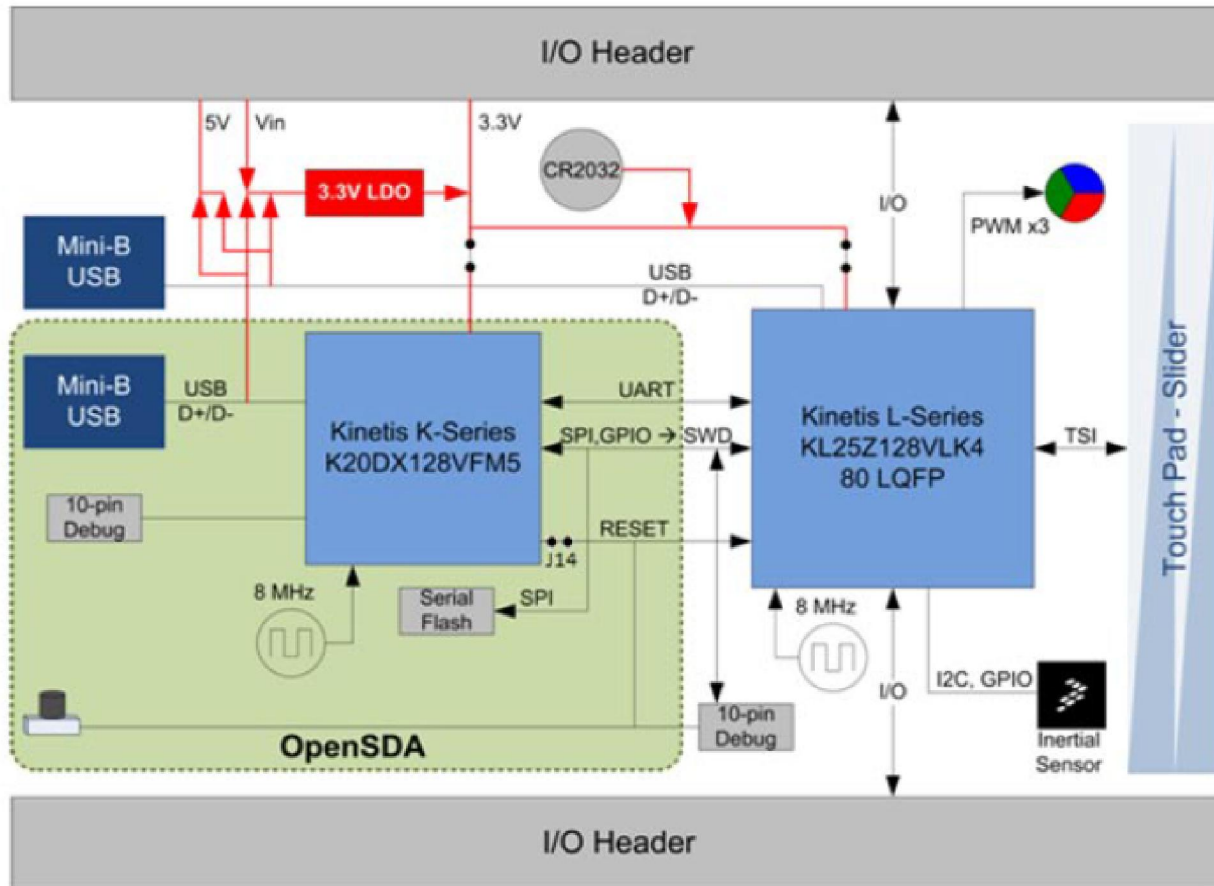 I/O Header
5V
Vin
3.3V
3.3V LDO
CR2032
I/O
PWM x3
Mini-B
USB
USB
D+/D-
Mini-B
USB
USB
D+/D-
Kinetis K-Series
K20DX128VFM5
UART
SPI,GPIO → SWD
Kinetis L-Series
KL25Z128VLK4
80 LQFP
TSI
Touch Pad - Slider
10-pin
Debug
RESET
J14
8 MHz
Serial
Flash
SPI
8 MHz
I/O
I2C, GPIO
Inertial
Sensor
10-pin
Debug
OpenSDA
I/O Header